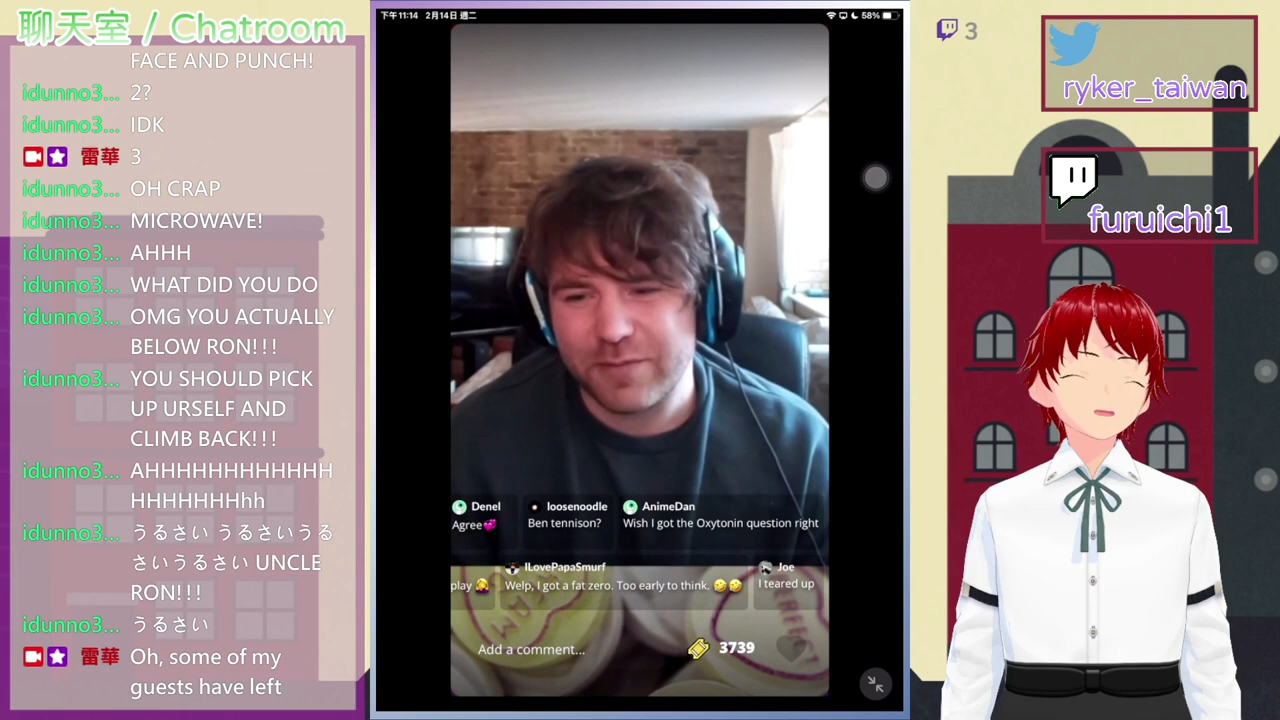 聊天室 / Chatroom
FACE AND PUNCH!
idunno3... 2?
idunno3... IDK
雷華 3
idunno3... OH CRAP
idunno3... MICROWAVE!
idunno3... AHHH
idunno3... WHAT DID YOU DO
idunno3... OMG YOU ACTUALLY
BELOW RON!!!
idunno3... YOU SHOULD PICK
UP URSELF AND
CLIMB BACK!!!
idunno3... AHHHHHHHHHHHH
HHHHHHHHhh
idunno3... うるさい うるさいうる
さいうるさい UNCLE
RON!!!
idunno3... うるさい
雷華 Oh, some of my
guests have left
下午11:14 2月14日 週二
58%
Denel
Agree
loosenoodle
Ben tennison?
AnimeDan
Wish I got the Oxytonin question right
play
ILovePapaSmurf
Welp, I got a fat zero. Too early to think.
Joe
I teared up
Add a comment...
3739
3
ryker_taiwan
furuichi1